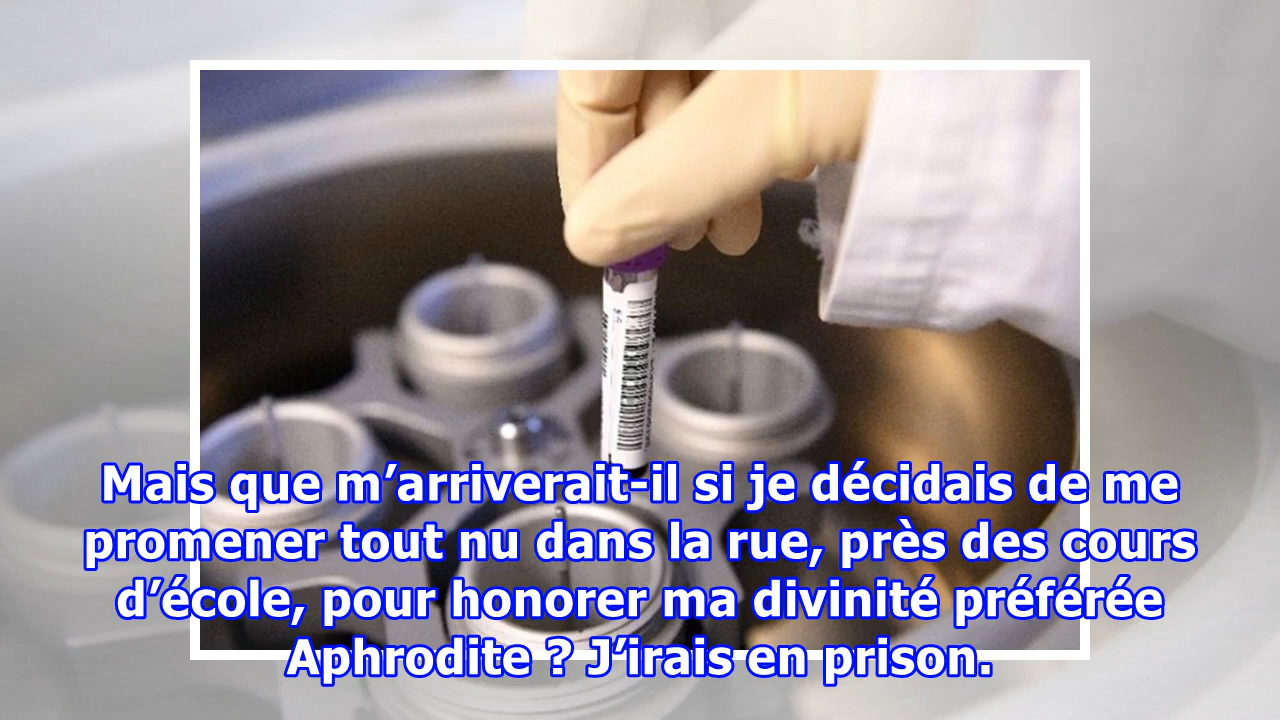 Mais que m’arriverait-il si je décidais de me
promener tout nu dans la rue, près des cours
d’école, pour honorer ma divinité préférée
Aphrodite ? J’irais en prison.